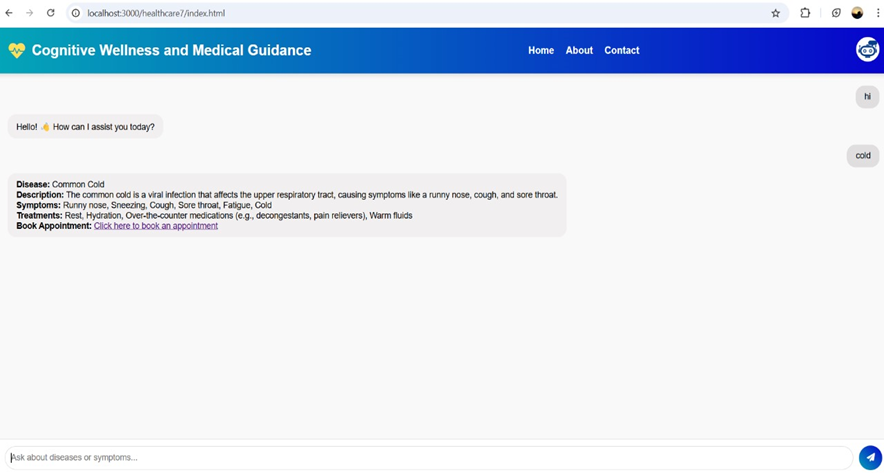 localhost:3000/healthcare7/index.html
Cognitive Wellness and Medical Guidance
Home About Contact
hi
Hello! 👋 How can I assist you today?
cold
Disease: Common Cold
Description: The common cold is a viral infection that affects the upper respiratory tract, causing symptoms like a runny nose, cough, and sore throat.
Symptoms: Runny nose, Sneezing, Cough, Sore throat, Fatigue, Cold
Treatments: Rest, Hydration, Over-the-counter medications (e.g., decongestants, pain relievers), Warm fluids
Book Appointment: Click here to book an appointment
Ask about diseases or symptoms...